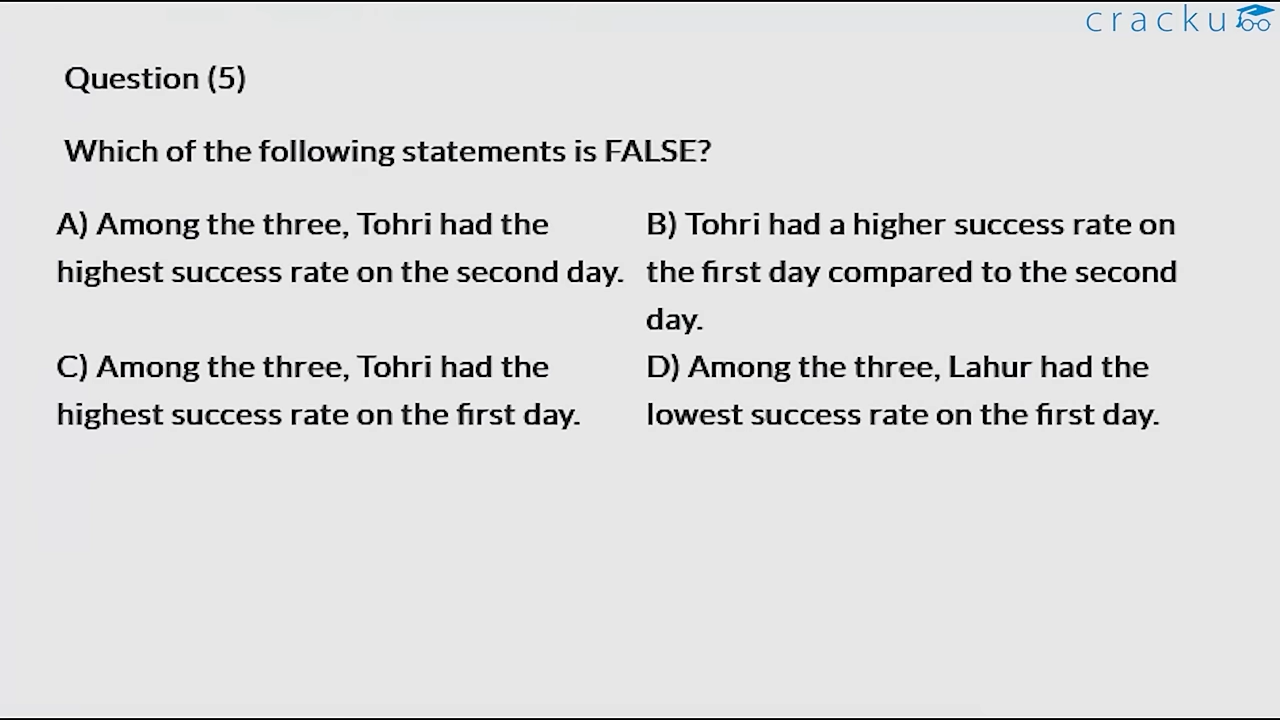 cracku
Question (5)
Which of the following statements is FALSE?
A) Among the three, Tohri had the
highest success rate on the second day.
B) Tohri had a higher success rate on
the first day compared to the second
day.
C) Among the three, Tohri had the
highest success rate on the first day.
D) Among the three, Lahur had the
lowest success rate on the first day.